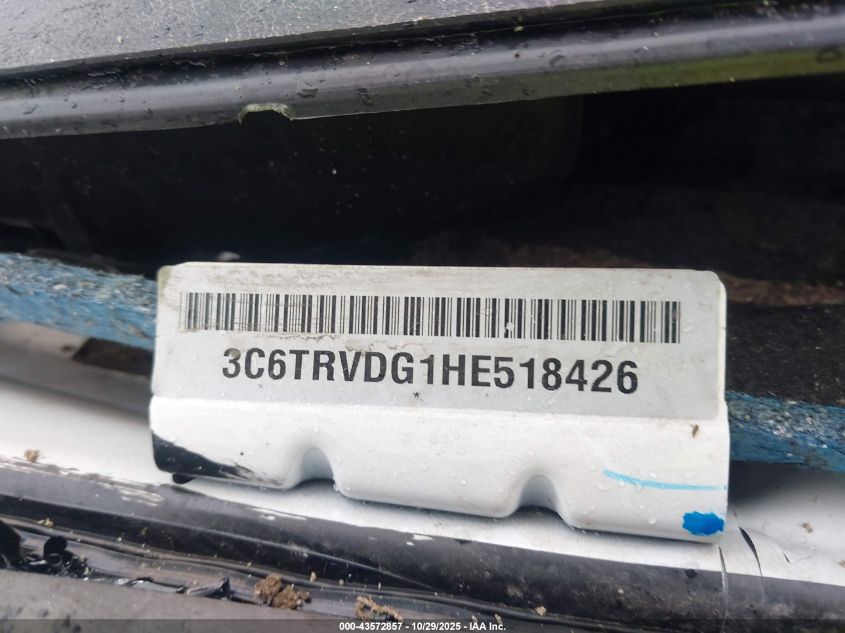 3C6TRVDG1HE518426
000-43572857 - 10/29/2025 - IAA Inc.